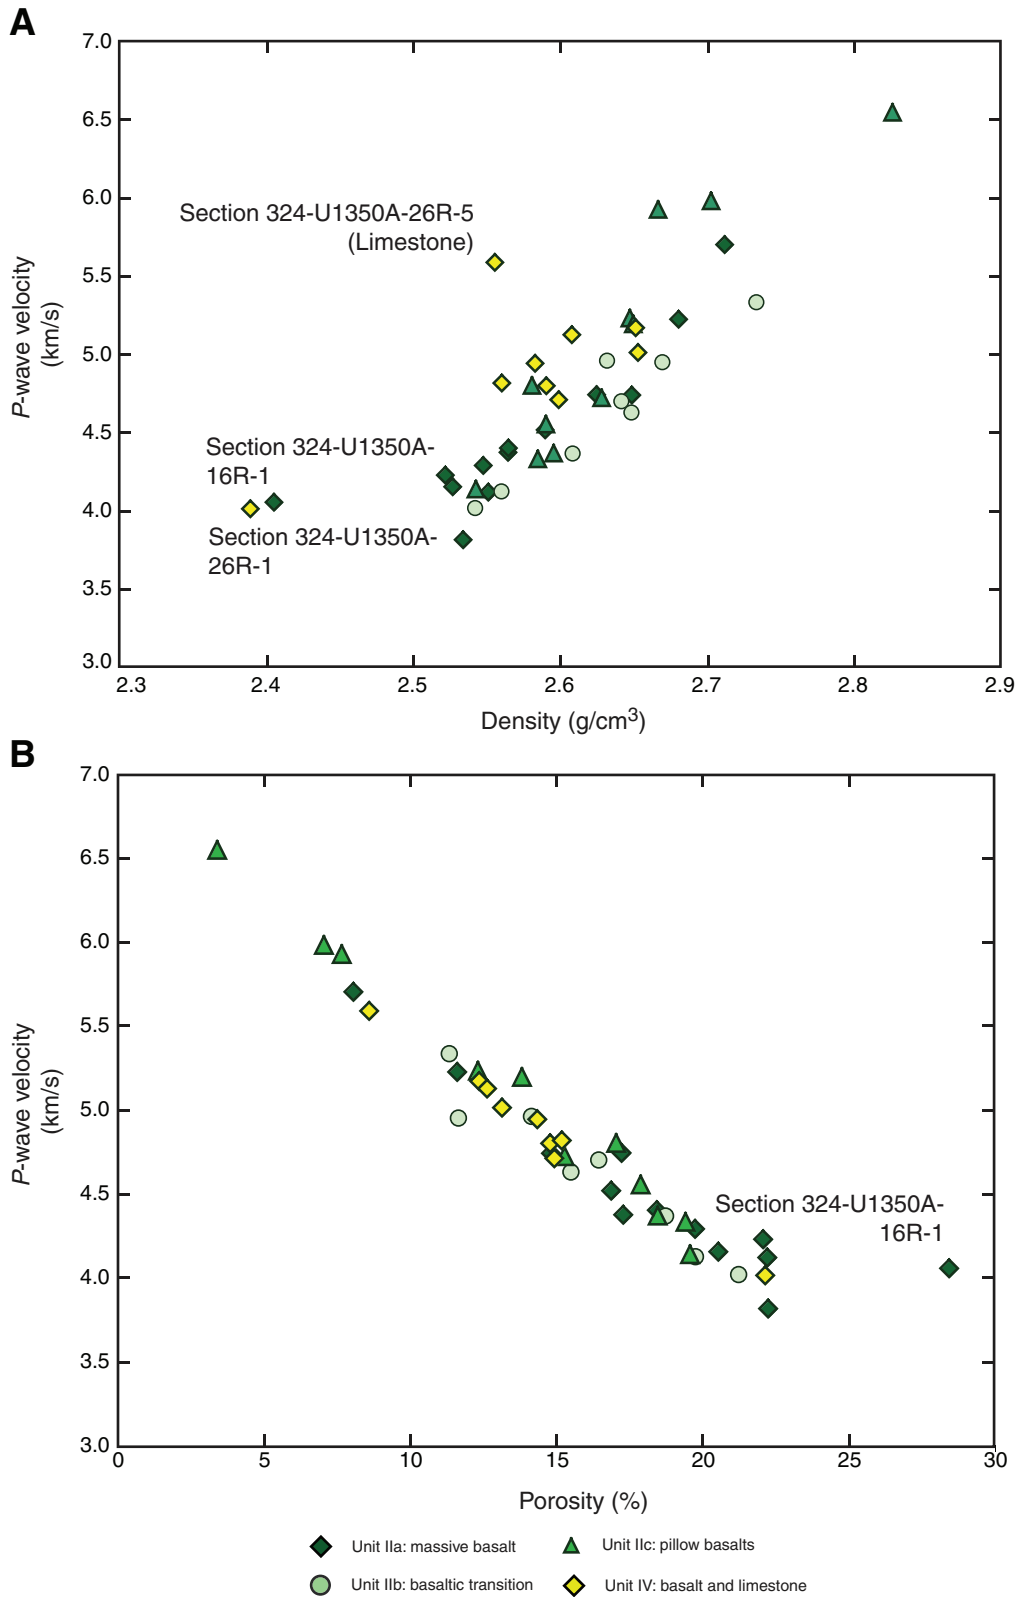 A
7.0
6.5
6.0
5.5
5.0
4.5
4.0
3.5
3.0
P-wave velocity
(km/s)
Section 324-U1350A-26R-5
(Limestone)
Section 324-U1350A-
16R-1
Section 324-U1350A-
26R-1
2.3 2.4 2.5 2.6 2.7 2.8 2.9
Density (g/cm³)
B
7.0
6.5
6.0
5.5
5.0
4.5
4.0
3.5
3.0
P-wave velocity
(km/s)
Section 324-U1350A-
16R-1
0 5 10 15 20 25 30
Porosity (%)
Unit IIa: massive basalt Unit IIc: pillow basalts
Unit IIb: basaltic transition Unit IV: basalt and limestone